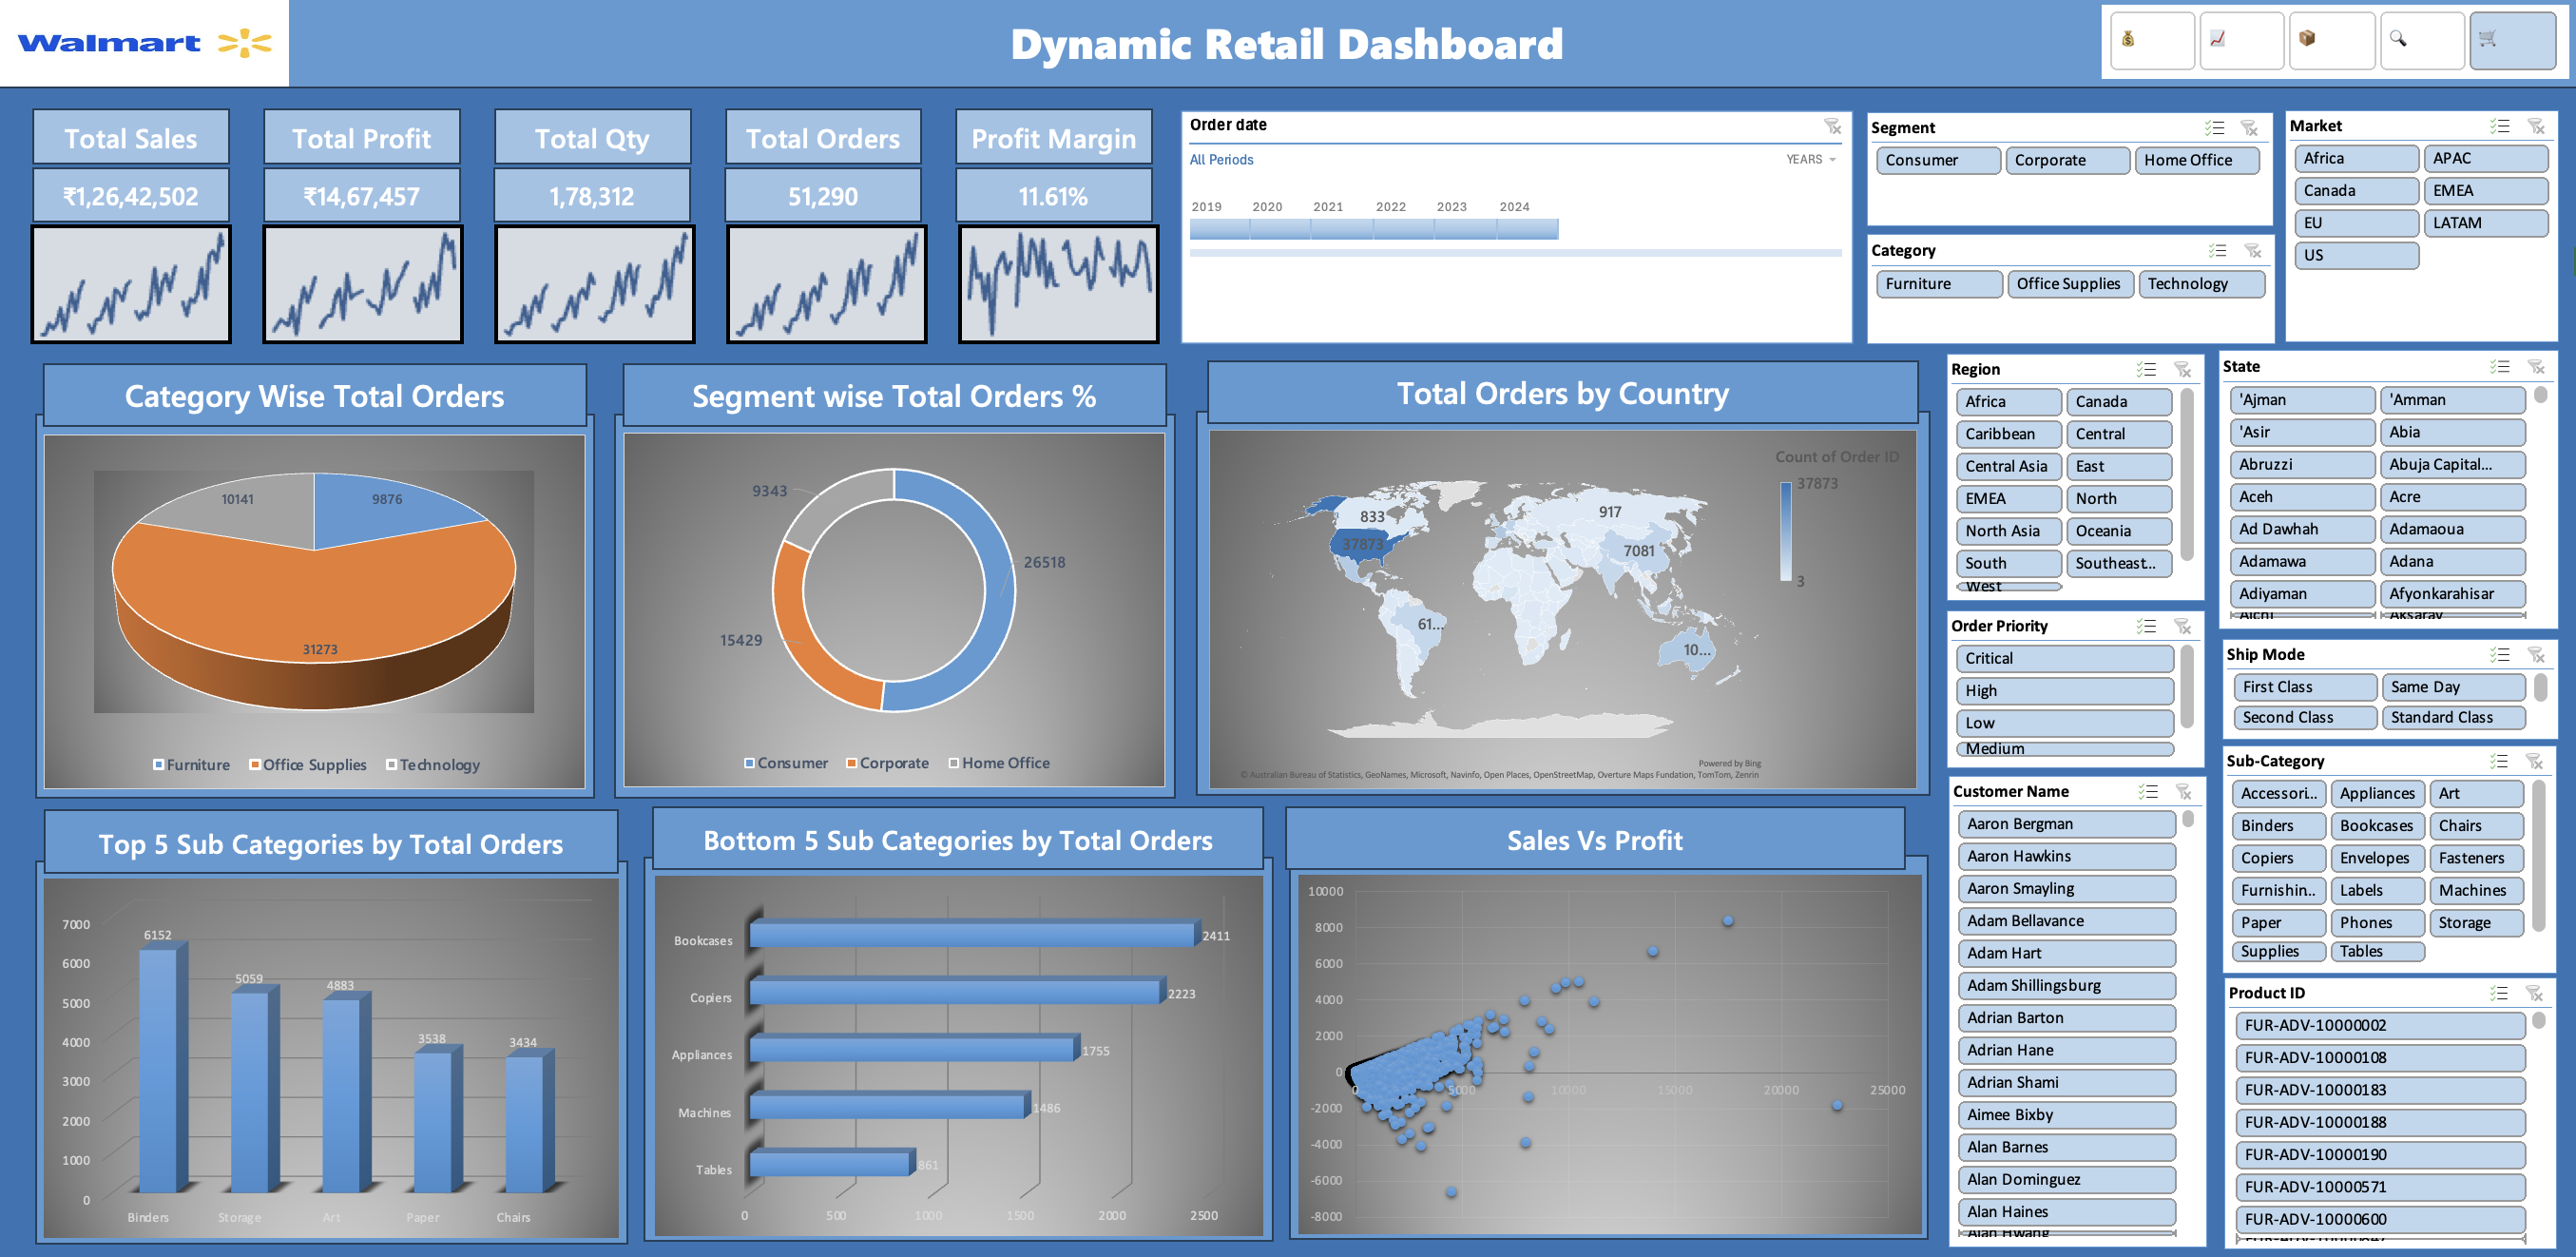 Walmart
Dynamic Retail Dashboard
Total Sales
₹1,26,42,502
Total Profit
₹14,67,457
Total Qty
1,78,312
Total Orders
51,290
Profit Margin
11.61%
Order date
All Periods
YEARS
2019 2020 2021 2022 2023 2024
Segment
Consumer Corporate Home Office
Category
Furniture Office Supplies Technology
Market
Africa APAC
Canada EMEA
EU LATAM
US
Category Wise Total Orders
10141 9876
31273
Furniture Office Supplies Technology
Segment wise Total Orders %
9343
26518
15429
Consumer Corporate Home Office
Total Orders by Country
Count of Order ID
37873
3
833
917
37873
7081
61...
10...
Powered by Bing
© Australian Bureau of Statistics, GeoNames, Microsoft, Navinfo, Open Places, OpenStreetMap, Overture Maps Fundation, TomTom, Zenrin
Region
Africa Canada
Caribbean Central
Central Asia East
EMEA North
North Asia Oceania
South Southeast...
West
State
'Ajman 'Amman
'Asir Abia
Abruzzi Abuja Capital...
Aceh Acre
Ad Dawhah Adamaoua
Adamawa Adana
Adiyaman Afyonkarahisar
Aichi Aksaray
Order Priority
Critical
High
Low
Medium
Ship Mode
First Class Same Day
Second Class Standard Class
Sub-Category
Accessori... Appliances Art
Binders Bookcases Chairs
Copiers Envelopes Fasteners
Furnishin... Labels Machines
Paper Phones Storage
Supplies Tables
Customer Name
Aaron Bergman
Aaron Hawkins
Aaron Smayling
Adam Bellavance
Adam Hart
Adam Shillingsburg
Adrian Barton
Adrian Hane
Adrian Shami
Aimee Bixby
Alan Barnes
Alan Dominguez
Alan Haines
Alan Hwang
Product ID
FUR-ADV-10000002
FUR-ADV-10000108
FUR-ADV-10000183
FUR-ADV-10000188
FUR-ADV-10000190
FUR-ADV-10000571
FUR-ADV-10000600
Top 5 Sub Categories by Total Orders
7000
6000
5000
4000
3000
2000
1000
0
6152
5059
4883
3538
3434
Binders Storage Art Paper Chairs
Bottom 5 Sub Categories by Total Orders
Bookcases 2411
Copiers 2223
Appliances 1755
Machines 1486
Tables 861
0 500 1000 1500 2000 2500
Sales Vs Profit
10000
8000
6000
4000
2000
0
-2000
-4000
-6000
-8000
0 5000 10000 15000 20000 25000